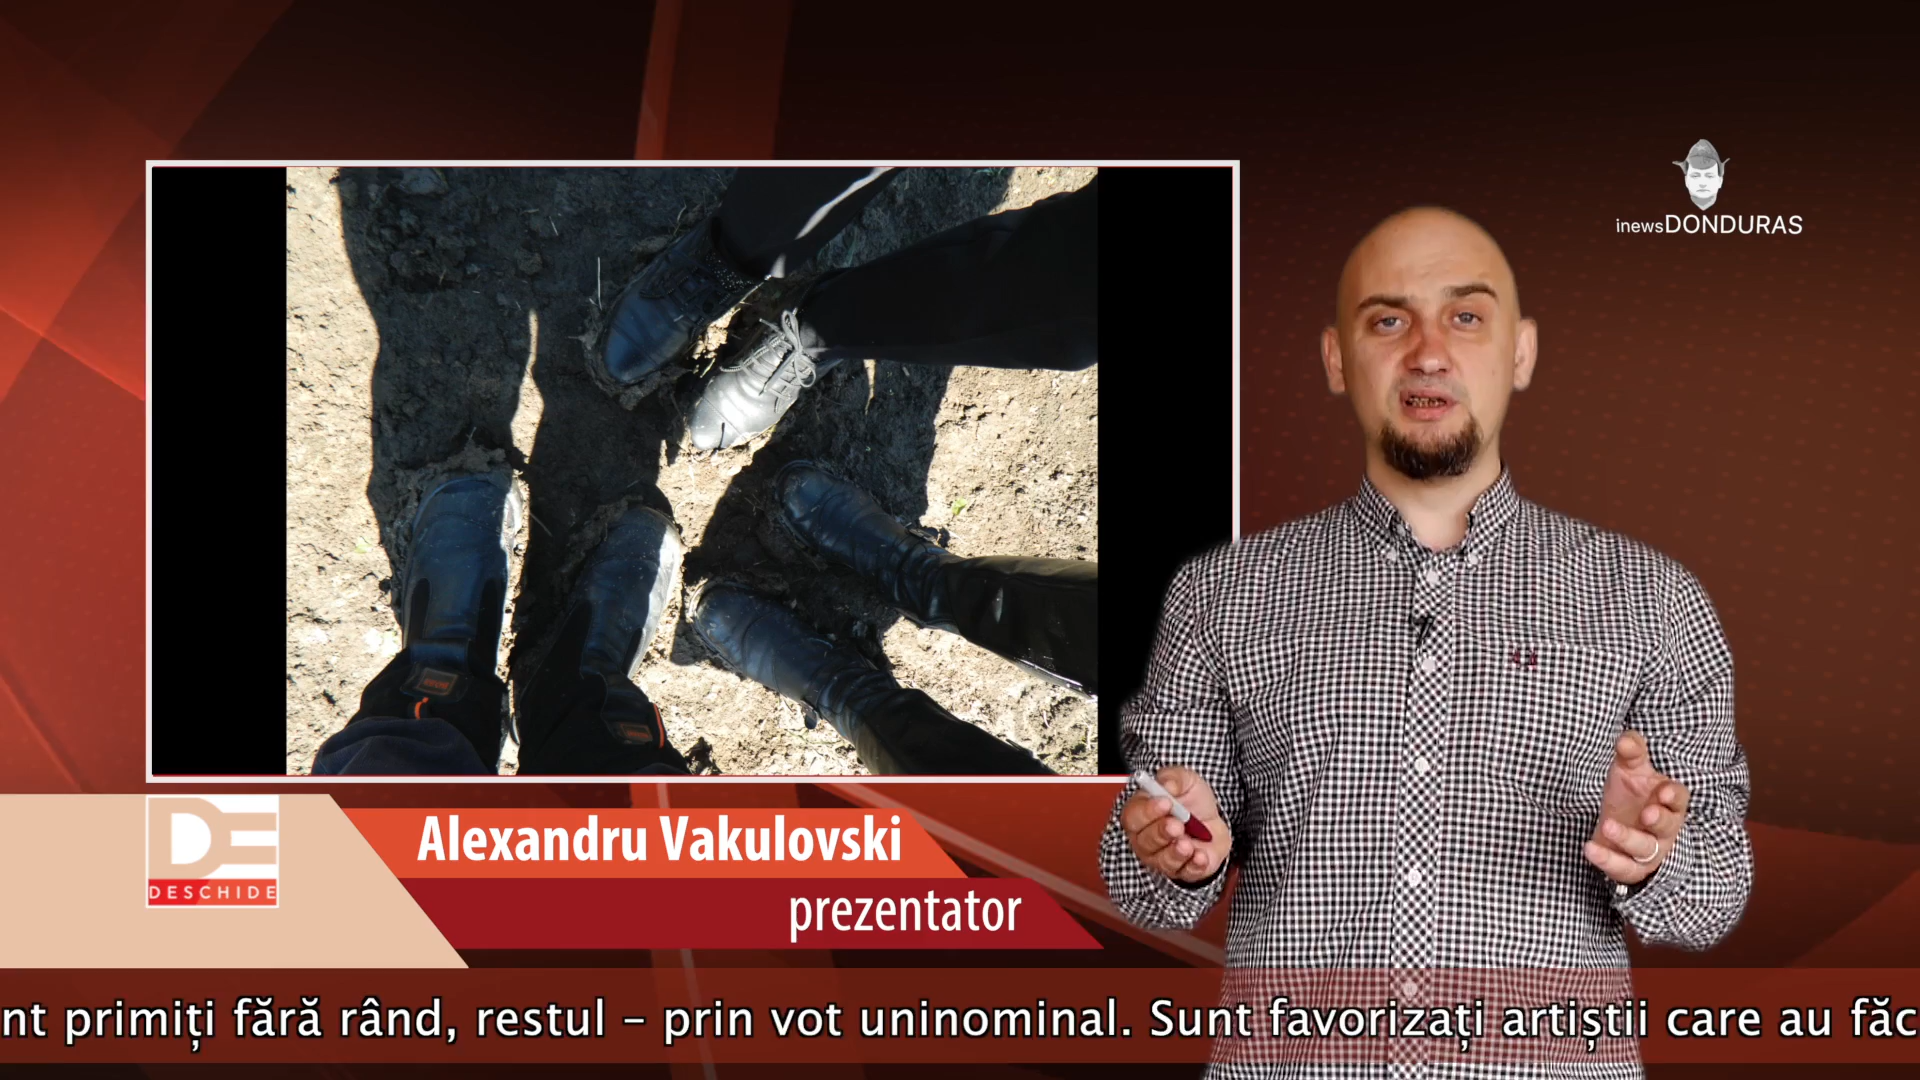 inewsDONDURAS
Alexandru Vakulovski
prezentator
DE
DESCHIDE
nt primiți fără rând, restul – prin vot uninominal. Sunt favorizați artiștii care au făc